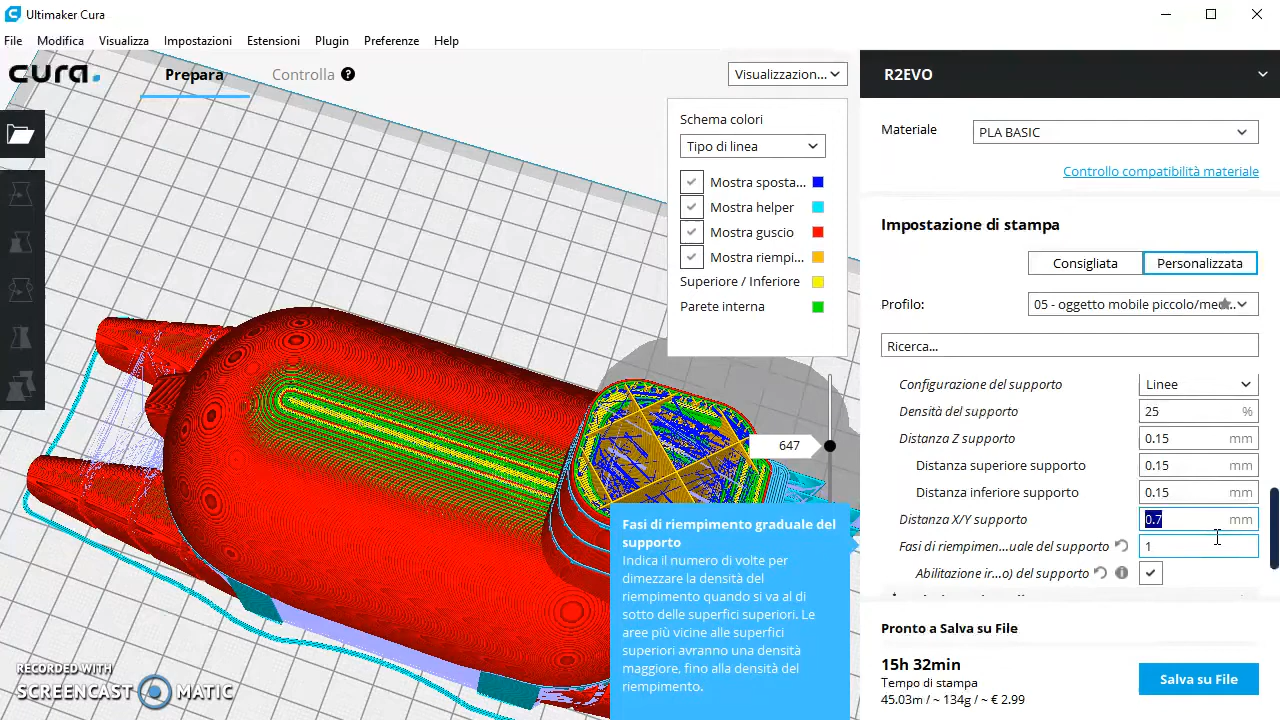 Ultimaker Cura
File Modifica Visualizza Impostazioni Estensioni Plugin Preferenze Help
cura.
Prepara
Controlla ?
Visualizzazion...
R2EVO
Schema colori
Tipo di linea
Mostra sposta...
Mostra helper
Mostra guscio
Mostra riempi...
Superiore / Inferiore
Parete interna
Materiale
PLA BASIC
Controllo compatibilità materiale
Impostazione di stampa
Consigliata
Personalizzata
Profilo:
05 - oggetto mobile piccolo/me
Ricerca...
Configurazione del supporto
Linee
Densità del supporto
25 %
Distanza Z supporto
0.15 mm
Distanza superiore supporto
0.15 mm
Distanza inferiore supporto
0.15 mm
Distanza X/Y supporto
0.7 mm
Fasi di riempimen...uale del supporto
1
Abilitazione ir...o) del supporto
647
Fasi di riempimento graduale del
supporto
Indica il numero di volte per
dimezzare la densità del
riempimento quando si va al di
sotto delle superfici superiori. Le
aree più vicine alle superfici
superiori avranno una densità
maggiore, fino alla densità del
riempimento.
Pronto a Salva su File
15h 32min
Tempo di stampa
45.03m / ~ 134g / ~ € 2.99
Salva su File
RECORDED WITH
SCREENCAST MATIC